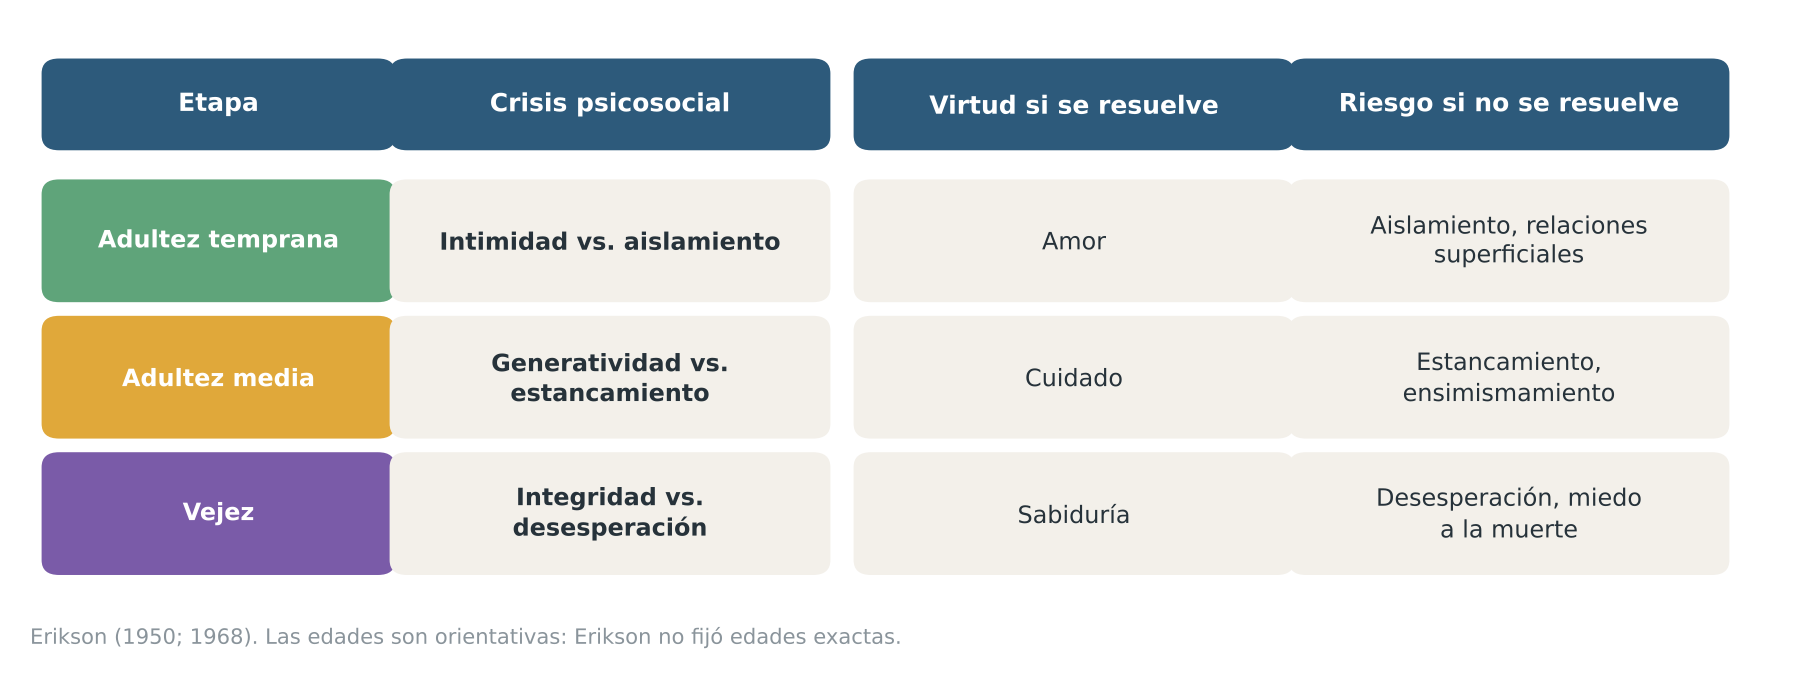 Etapa
Crisis psicosocial
Virtud si se resuelve
Riesgo si no se resuelve
Adultez temprana
Intimidad vs. aislamiento
Amor
Aislamiento, relaciones
superficiales
Adultez media
Generatividad vs.
estancamiento
Cuidado
Estancamiento,
ensimismamiento
Vejez
Integridad vs.
desesperación
Sabiduría
Desesperación, miedo
a la muerte
Erikson (1950; 1968). Las edades son orientativas: Erikson no fijó edades exactas.